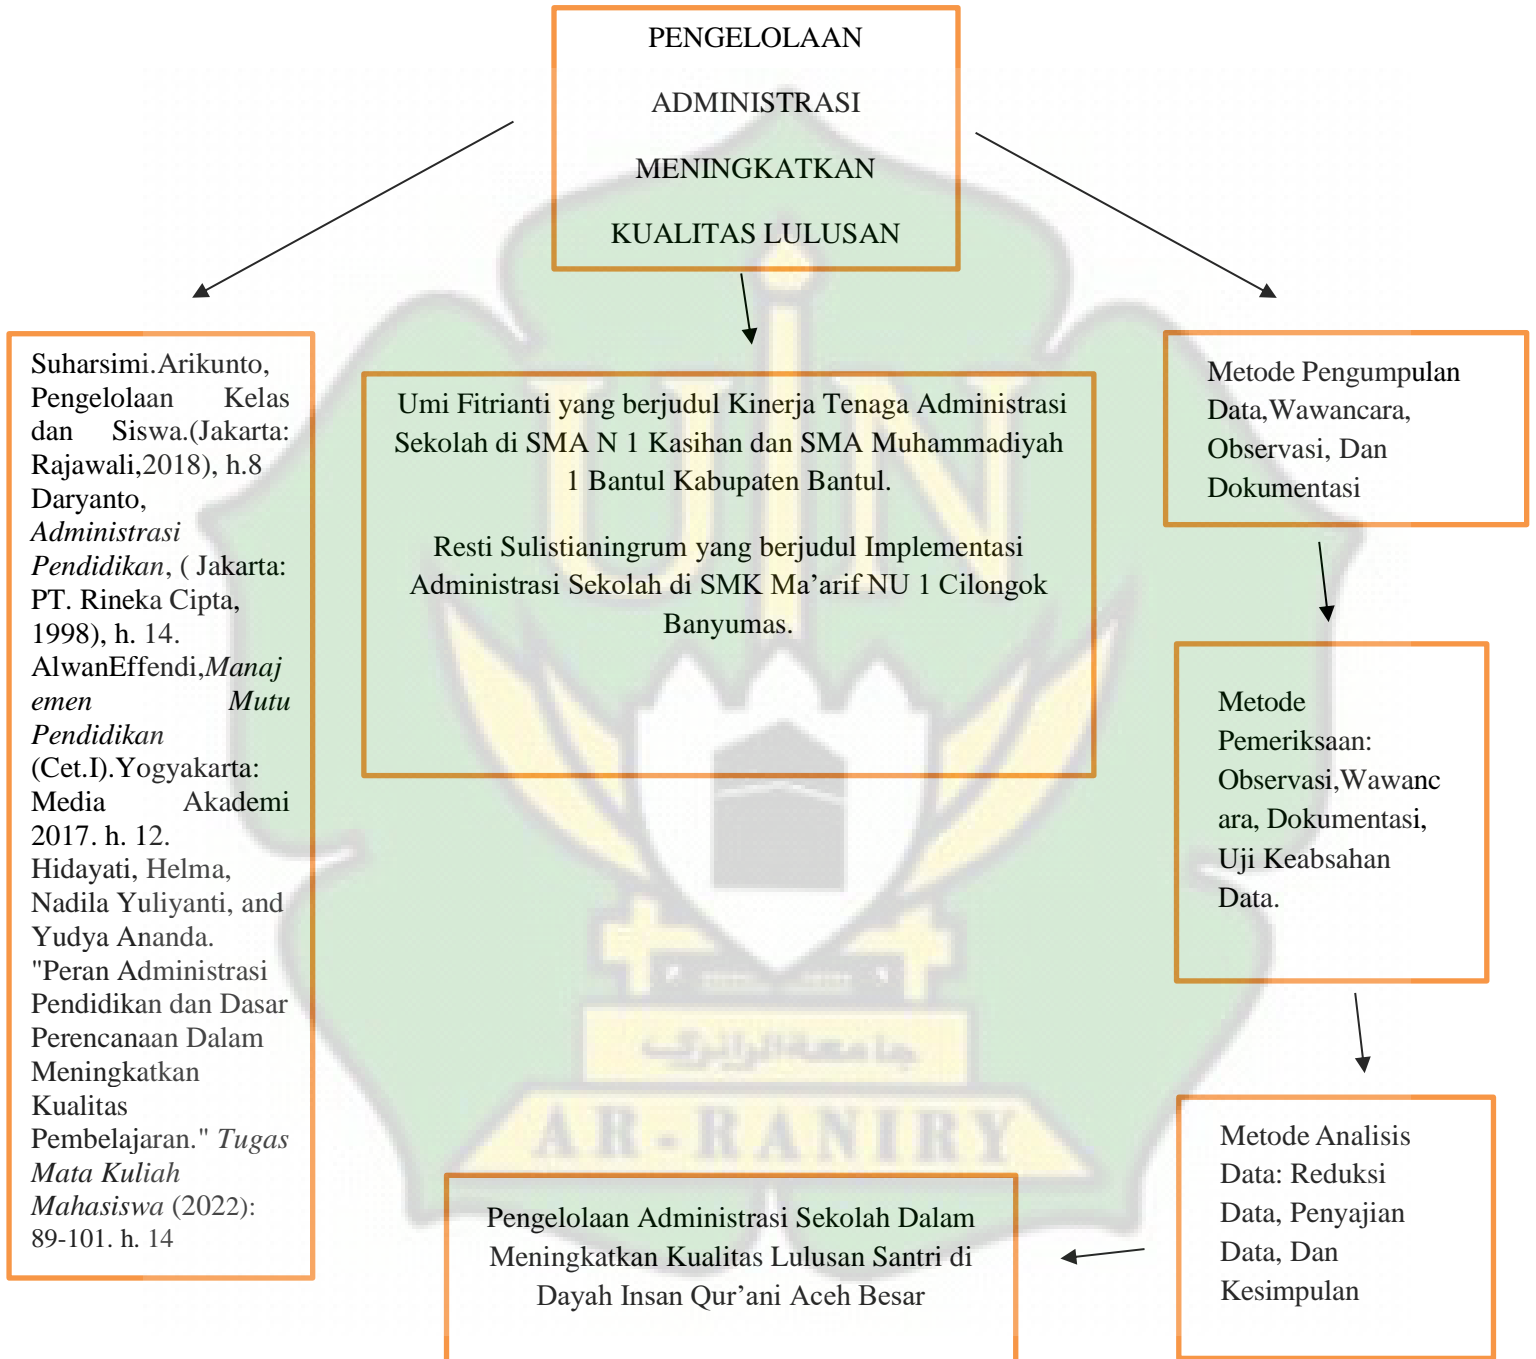 PENGELOLAAN
ADMINISTRASI
MENINGKATKAN
KUALITAS LULUSAN
Suharsimi.Arikunto,
Pengelolaan Kelas
dan Siswa.(Jakarta:
Rajawali,2018), h.8
Daryanto,
Administrasi
Pendidikan, ( Jakarta:
PT. Rineka Cipta,
1998), h. 14.
AlwanEffendi,Manaj
emen Mutu
Pendidikan
(Cet.I).Yogyakarta:
Media Akademi
2017. h. 12.
Hidayati, Helma,
Nadila Yuliyanti, and
Yudya Ananda.
"Peran Administrasi
Pendidikan dan Dasar
Perencanaan Dalam
Meningkatkan
Kualitas
Pembelajaran." Tugas
Mata Kuliah
Mahasiswa (2022):
89-101. h. 14
Umi Fitrianti yang berjudul Kinerja Tenaga Administrasi
Sekolah di SMA N 1 Kasihan dan SMA Muhammadiyah
1 Bantul Kabupaten Bantul.
Resti Sulistianingrum yang berjudul Implementasi
Administrasi Sekolah di SMK Ma’arif NU 1 Cilongok
Banyumas.
Metode Pengumpulan
Data,Wawancara,
Observasi, Dan
Dokumentasi
Metode
Pemeriksaan:
Observasi,Wawanc
ara, Dokumentasi,
Uji Keabsahan
Data.
Metode Analisis
Data: Reduksi
Data, Penyajian
Data, Dan
Kesimpulan
Pengelolaan Administrasi Sekolah Dalam
Meningkatkan Kualitas Lulusan Santri di
Dayah Insan Qur’ani Aceh Besar
UIN
جامعة الرانري
AR-RANIRY